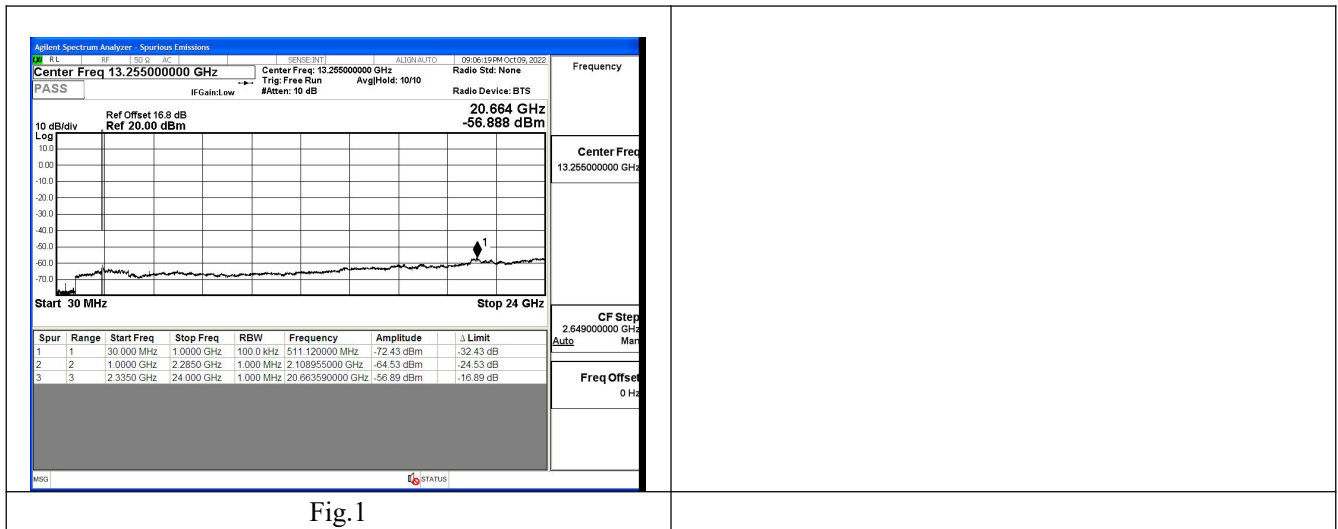 Agilent Spectrum Analyzer - Spurious Emissions
LXI RL RF 50 Ω AC SENSE:INT ALIGN AUTO 09:06:19 PM Oct 09, 2022
Center Freq 13.255000000 GHz Center Freq: 13.255000000 GHz Radio Std: None Frequency
Trig: Free Run Avg|Hold: 10/10
PASS IFGain:Low #Atten: 10 dB Radio Device: BTS
20.664 GHz
Ref Offset 16.8 dB
-56.888 dBm
10 dB/div Ref 20.00 dBm
Log
10.0
0.00
-10.0
-20.0
-30.0
-40.0
-50.0
-60.0
-70.0
1
Start 30 MHz Stop 24 GHz
Center Freq
13.255000000 GHz
CF Step
2.649000000 GHz
Auto Man
Freq Offset
0 Hz
Spur Range Start Freq Stop Freq RBW Frequency Amplitude Δ Limit
1 1 30.000 MHz 1.0000 GHz 100.0 kHz 511.120000 MHz -72.43 dBm -32.43 dB
2 2 1.0000 GHz 2.2850 GHz 1.000 MHz 2.108955000 GHz -64.53 dBm -24.53 dB
3 3 2.3350 GHz 24.000 GHz 1.000 MHz 20.663590000 GHz -56.89 dBm -16.89 dB
MSG STATUS
Fig.1